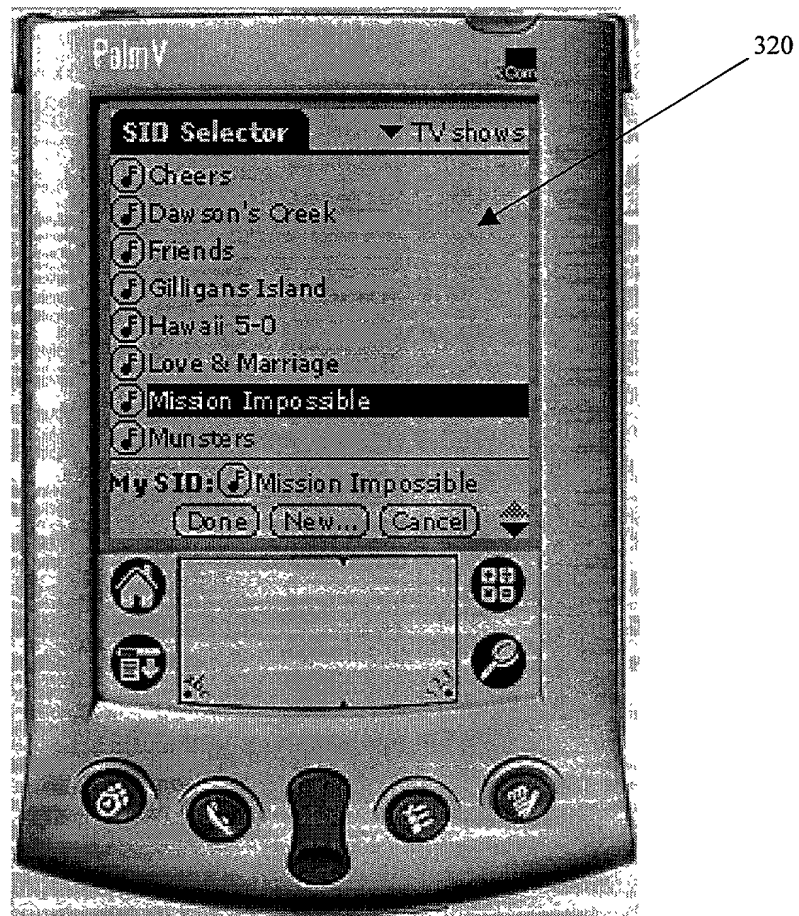 320
Palm V
3Com
SID Selector TV shows
Cheers
Dawson's Creek
Friends
Gilligans Island
Hawaii 5-0
Love & Marriage
Mission Impossible
Munsters
My SID: Mission Impossible
Done New... Cancel